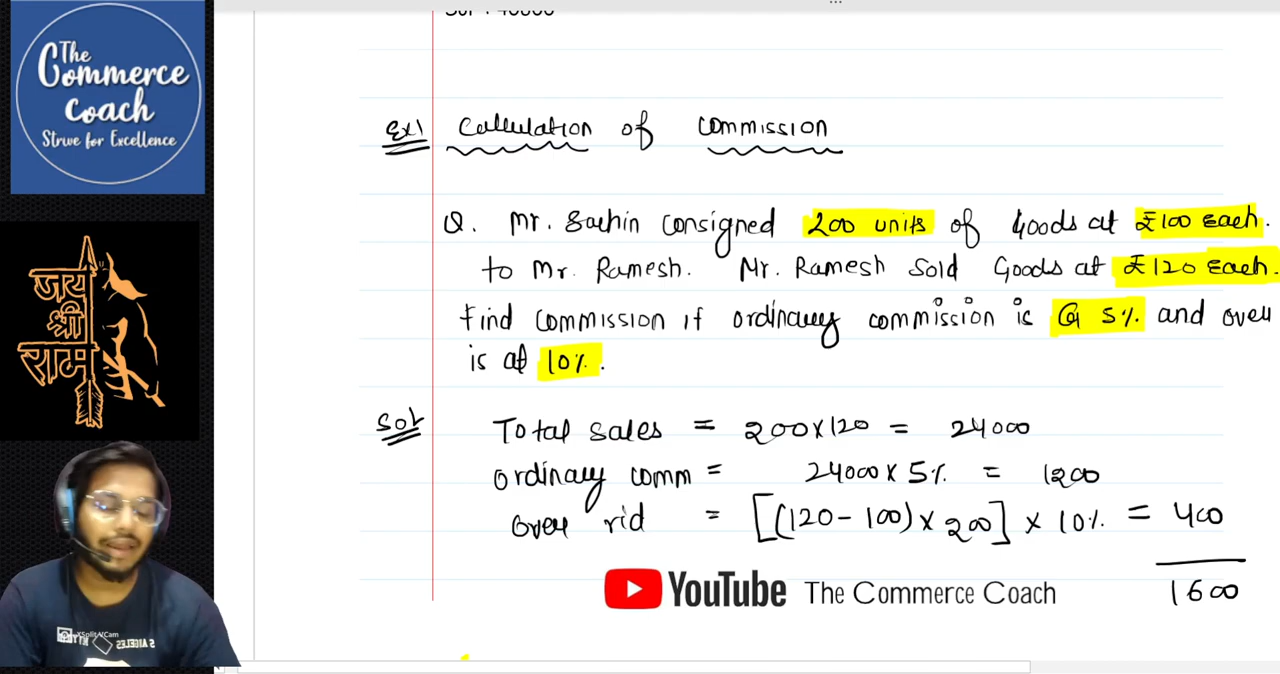 The
Commerce
Coach
Strive for Excellence
जय
श्री
राम
Ex1 Calculation of commission
Q. Mr. Sachin consigned 200 units of Goods at ₹100 each.
to Mr. Ramesh. Mr. Ramesh Sold Goods at ₹120 each.
Find commission if ordinary commission is @ 5% and over
is at 10%.
Sol Total sales = 200x120 = 24000
ordinary comm = 24000 x 5% = 1200
over rid = [(120-100)x 200] x 10% = 400
1600
YouTube The Commerce Coach
XSplit VCam